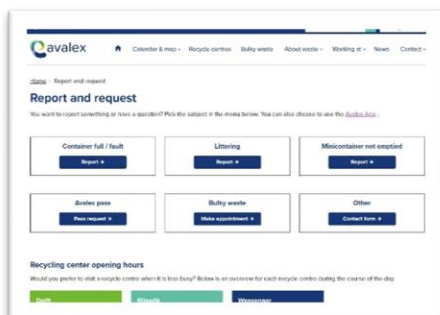 avalex
Calendar & map Recycle centres Bulky waste About waste Working at News Contact
Home › Report and request
Report and request
You want to report something or have a question? Pick the subject in the menu below. You can also choose to use the Avalex App .
Container full / fault
Littering
Minicontainer not emptied
Report →
Report →
Report →
Avalex pass
Bulky waste
Other
Pass request →
Make appointment →
Contact form →
Recycling center opening hours
Would you prefer to visit a recycle centre when it is less busy? Below is an overview for each recycle centre during the course of the day.
Delft
Rijswijk
Wassenaar